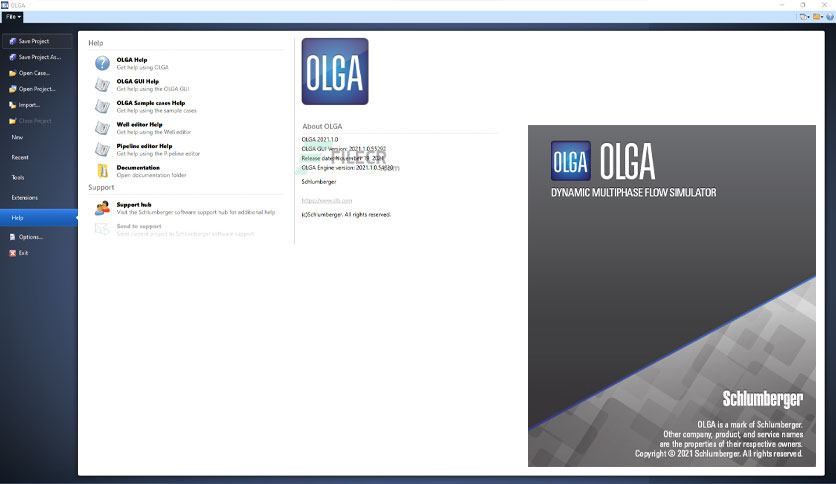 OLGA
File
Save Project
Save Project As...
Open Case...
Open Project...
Import...
Close Project
New
Recent
Tools
Extensions
Help
Options...
Exit
Help
OLGA Help
Get help using OLGA
OLGA GUI Help
Get help using the OLGA GUI
OLGA Sample cases Help
Get help using the sample cases
Well editor Help
Get help using the Well editor
Pipeline editor Help
Get help using the Pipeline editor
Documentation
Open documentation folder
Support
Support hub
Visit the Schlumberger software support hub for additional help
Send to support
Send current project to Schlumberger software support
OLGA
About OLGA
OLGA 2021.1.0
OLGA GUI version: 2021.1.0.55292
Release date: November 19, 2021
OLGA Engine version: 2021.1.0
Schlumberger
https://www.slb.com
(c)Schlumberger. All rights reserved.
FILECR
.com
OLGA
OLGA
DYNAMIC MULTIPHASE FLOW SIMULATOR
Schlumberger
OLGA is a mark of Schlumberger.
Other company, product, and service names
are the properties of their respective owners.
Copyright © 2021 Schlumberger. All rights reserved.